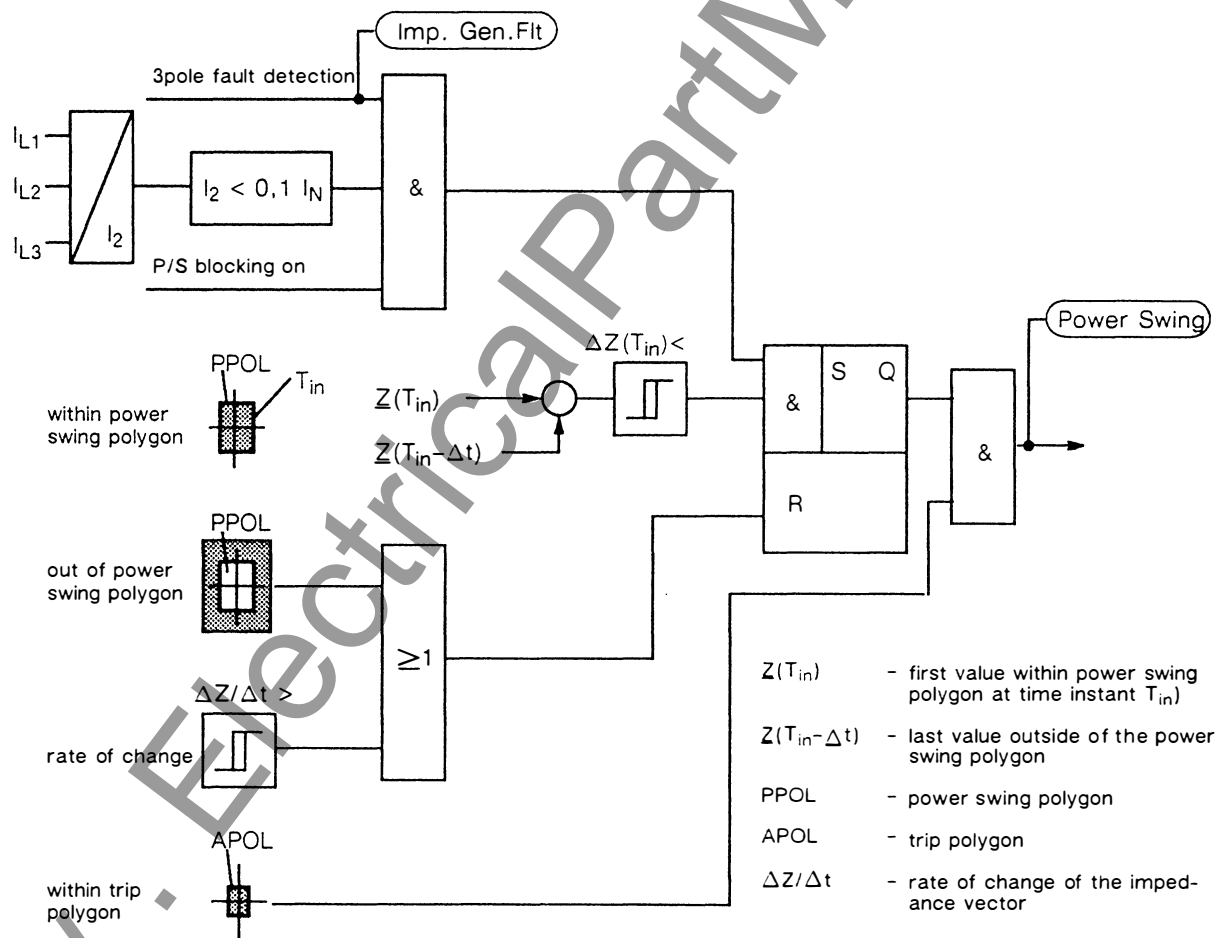 Imp. Gen.Flt
3pole fault detection
I_L1
I_L2
I_L3
I_2
I_2 < 0,1 I_N
&
P/S blocking on
Power Swing
ΔZ(T_in)<
PPOL
T_in
within power
swing polygon
Z(T_in)
Z(T_in-Δt)
&
S Q
R
&
PPOL
out of power
swing polygon
≥1
ΔZ/Δt >
rate of change
APOL
within trip
polygon
Z(T_in) - first value within power swing
polygon at time instant T_in)
Z(T_in-Δt) - last value outside of the power
swing polygon
PPOL - power swing polygon
APOL - trip polygon
ΔZ/Δt - rate of change of the imped-
ance vector
. ElectricalPartM